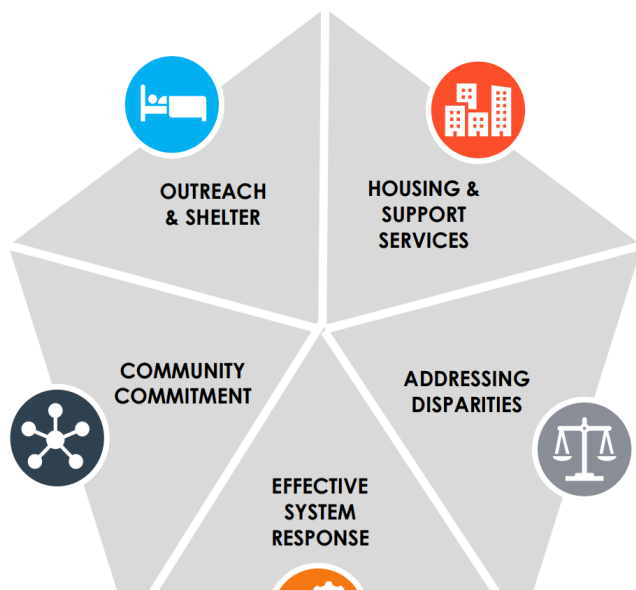 OUTREACH
& SHELTER
HOUSING &
SUPPORT
SERVICES
COMMUNITY
COMMITMENT
ADDRESSING
DISPARITIES
EFFECTIVE
SYSTEM
RESPONSE